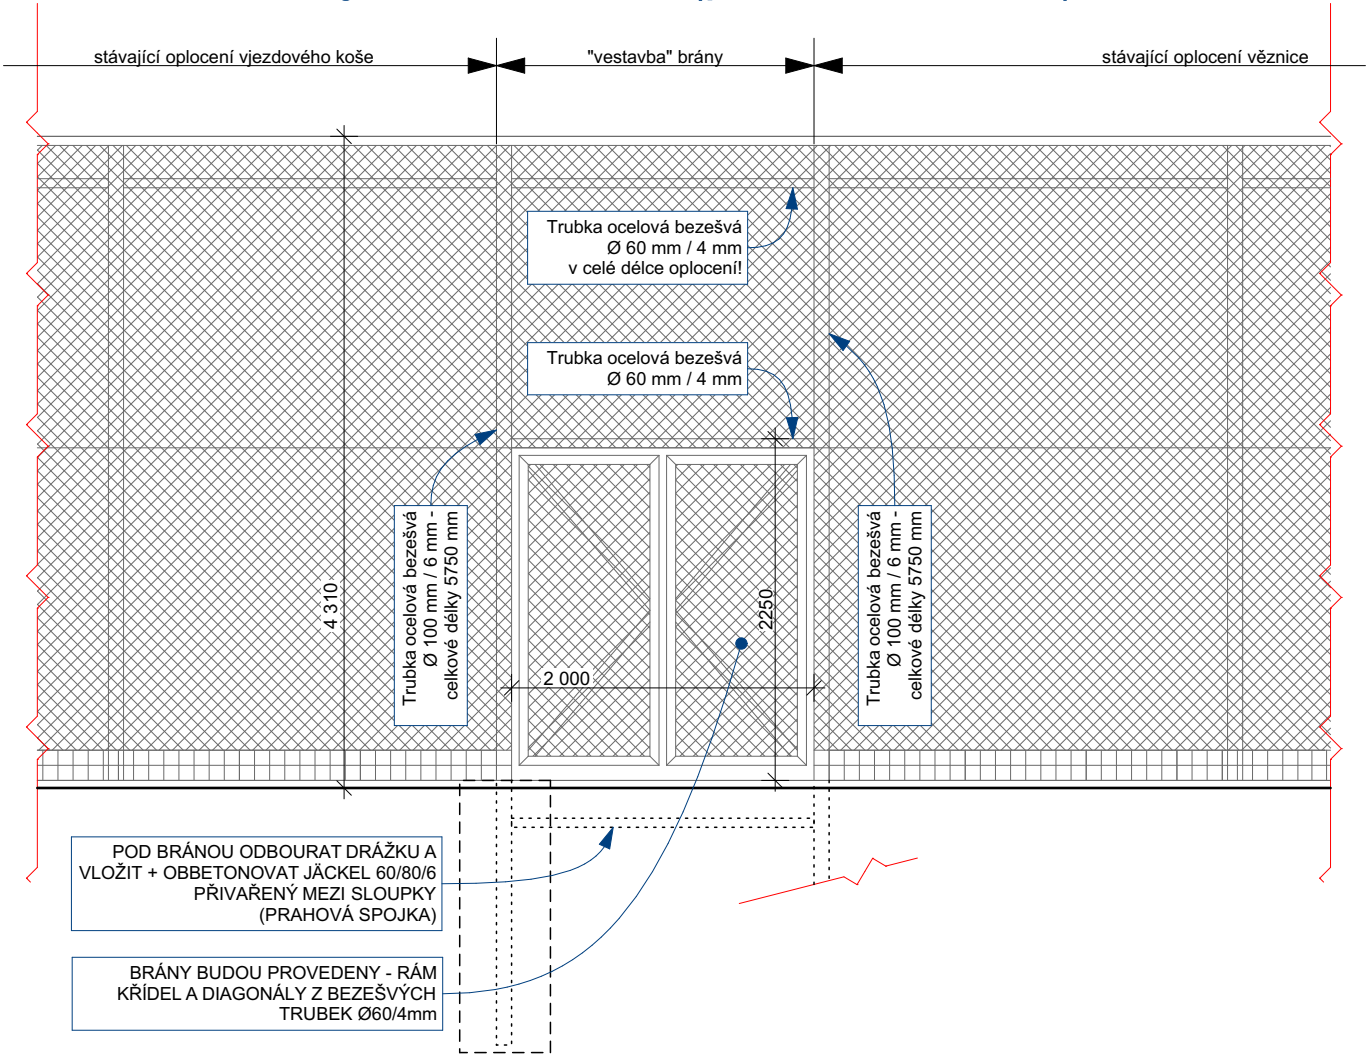 stávající oplocení vjezdového koše
"vestavba" brány
stávající oplocení věznice
Trubka ocelová bezešvá
Ø 60 mm / 4 mm
v celé délce oplocení!
Trubka ocelová bezešvá
Ø 60 mm / 4 mm
4 310
Trubka ocelová bezešvá
Ø 100 mm / 6 mm -
celkové délky 5750 mm
2 000
2250
Trubka ocelová bezešvá
Ø 100 mm / 6 mm -
celkové délky 5750 mm
POD BRÁNOU ODBOURAT DRÁŽKU A
VLOŽIT + OBBETONOVAT JÄCKEL 60/80/6
PŘIVAŘENÝ MEZI SLOUPKY
(PRAHOVÁ SPOJKA)
BRÁNY BUDOU PROVEDENY - RÁM
KŘÍDEL A DIAGONÁLY Z BEZEŠVÝCH
TRUBEK Ø60/4mm